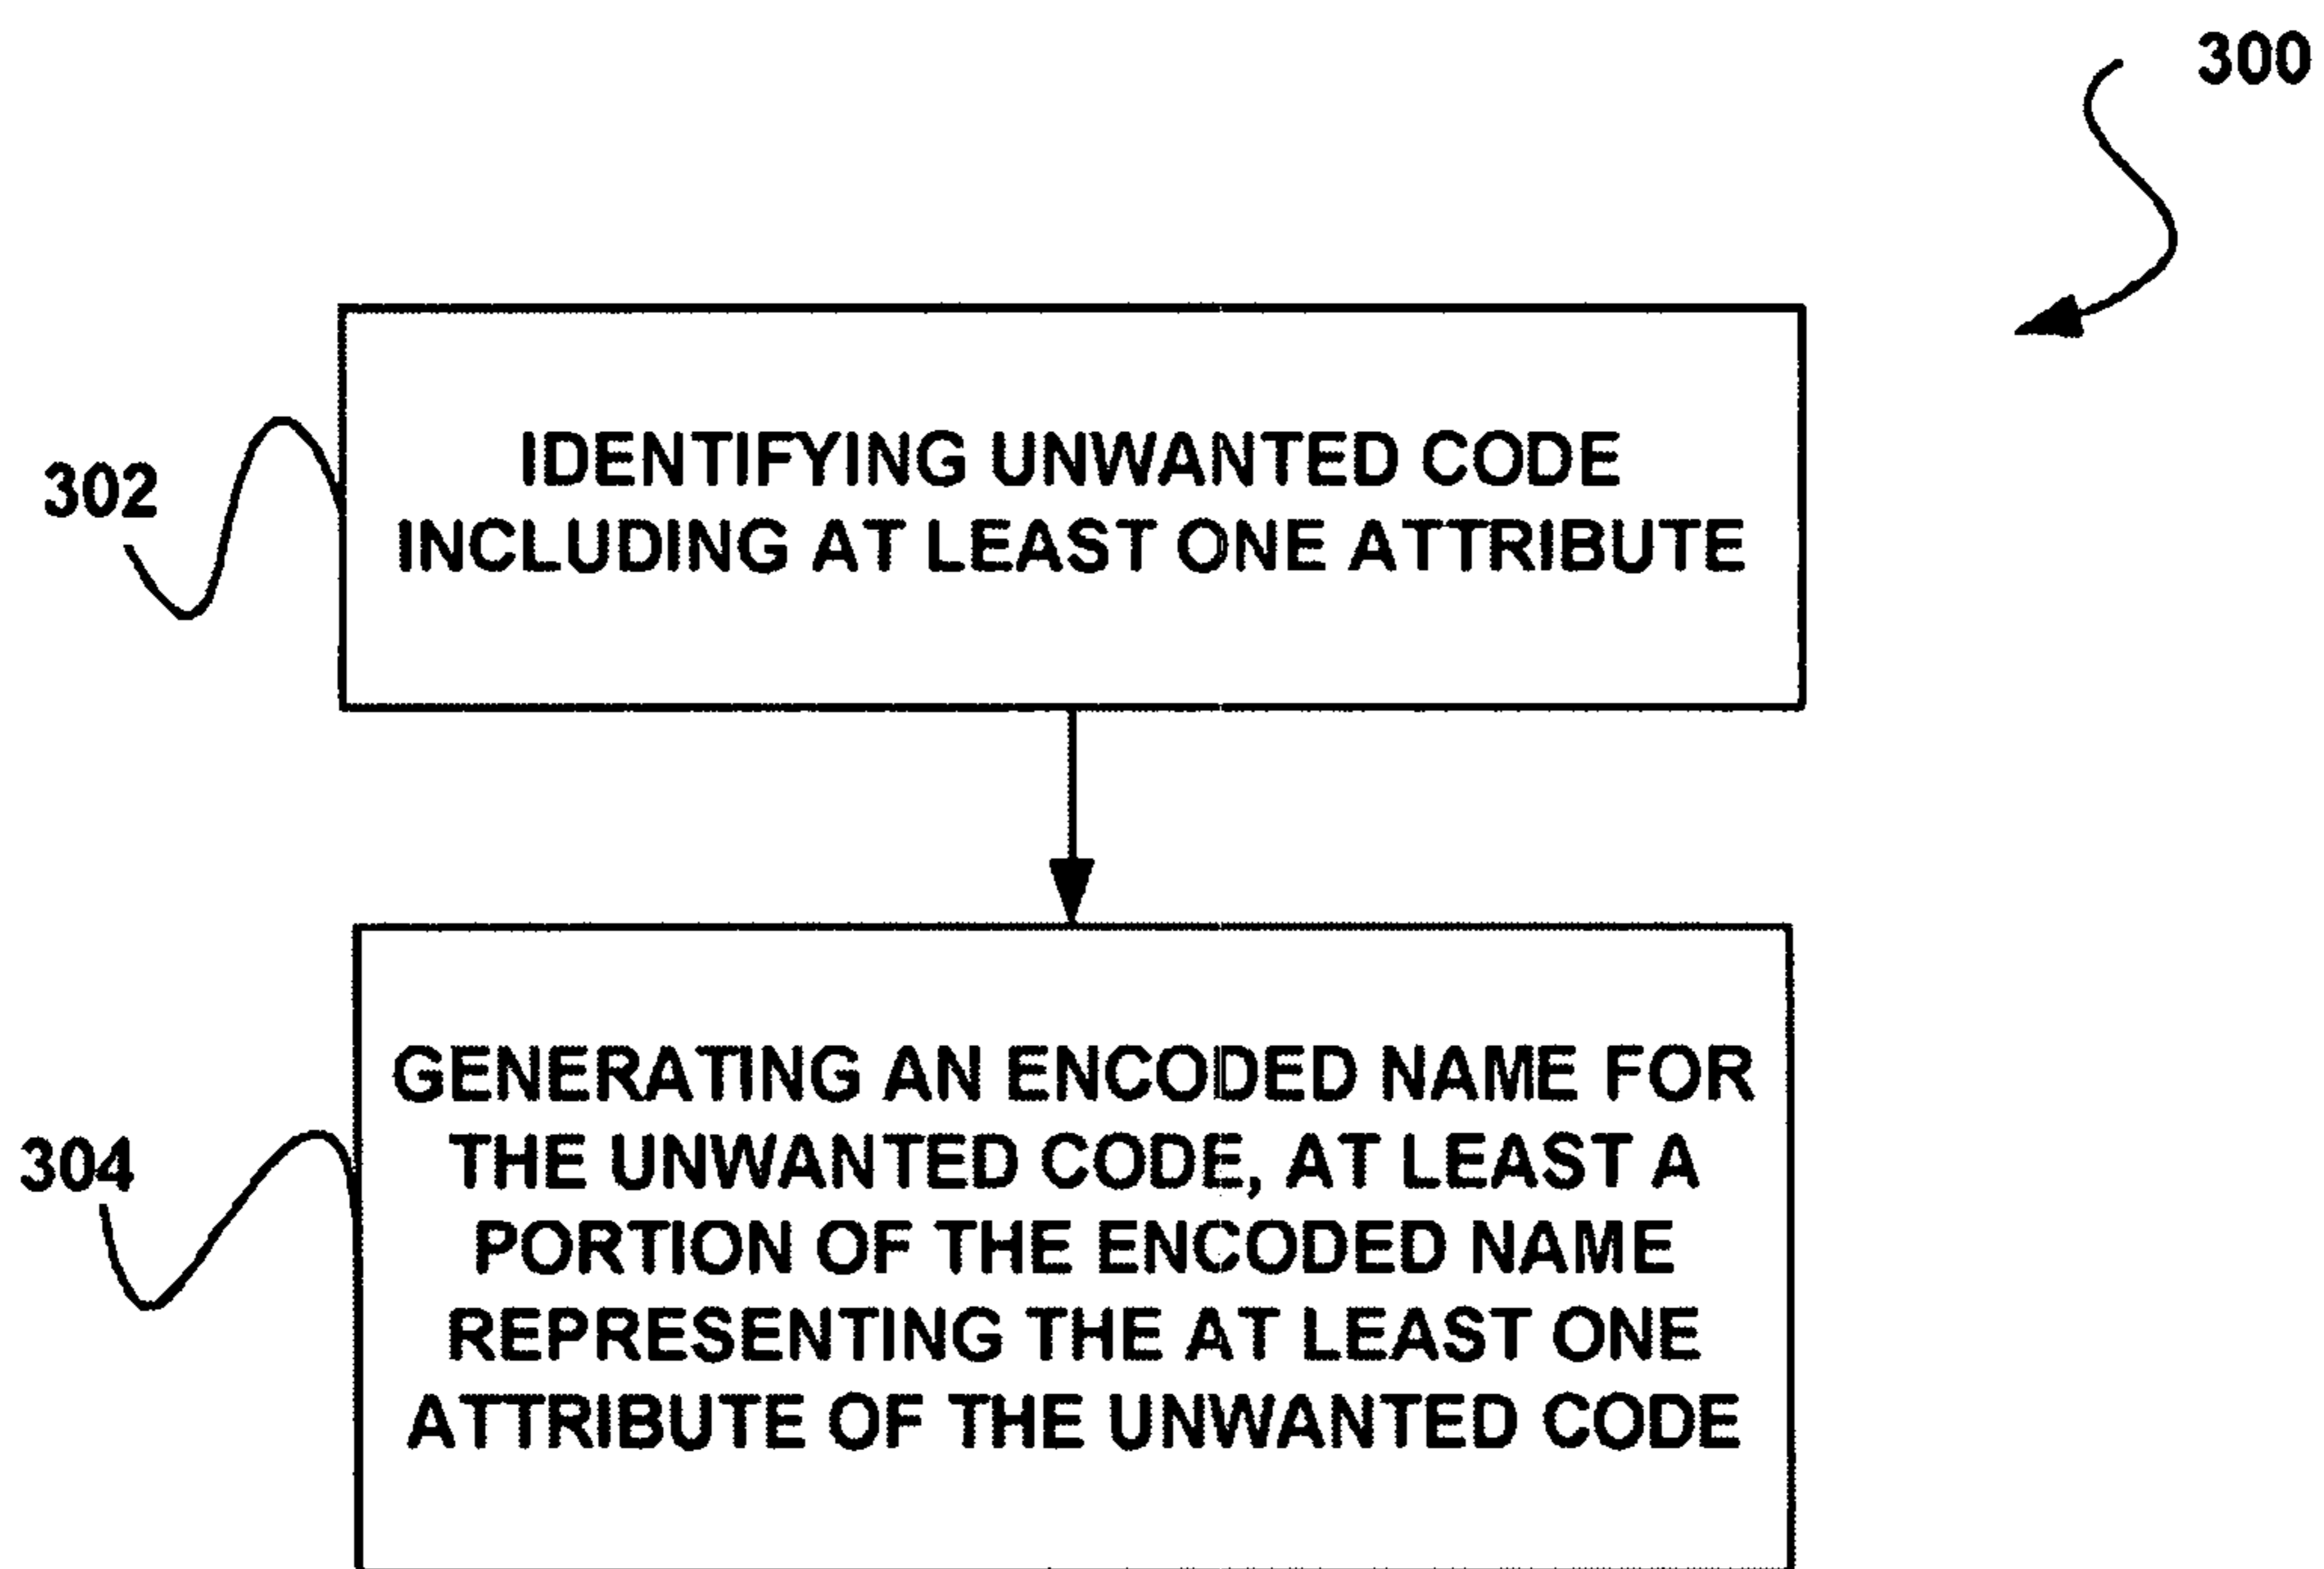 300
302
IDENTIFYING UNWANTED CODE
INCLUDING AT LEAST ONE ATTRIBUTE
304
GENERATING AN ENCODED NAME FOR
THE UNWANTED CODE, AT LEAST A
PORTION OF THE ENCODED NAME
REPRESENTING THE AT LEAST ONE
ATTRIBUTE OF THE UNWANTED CODE